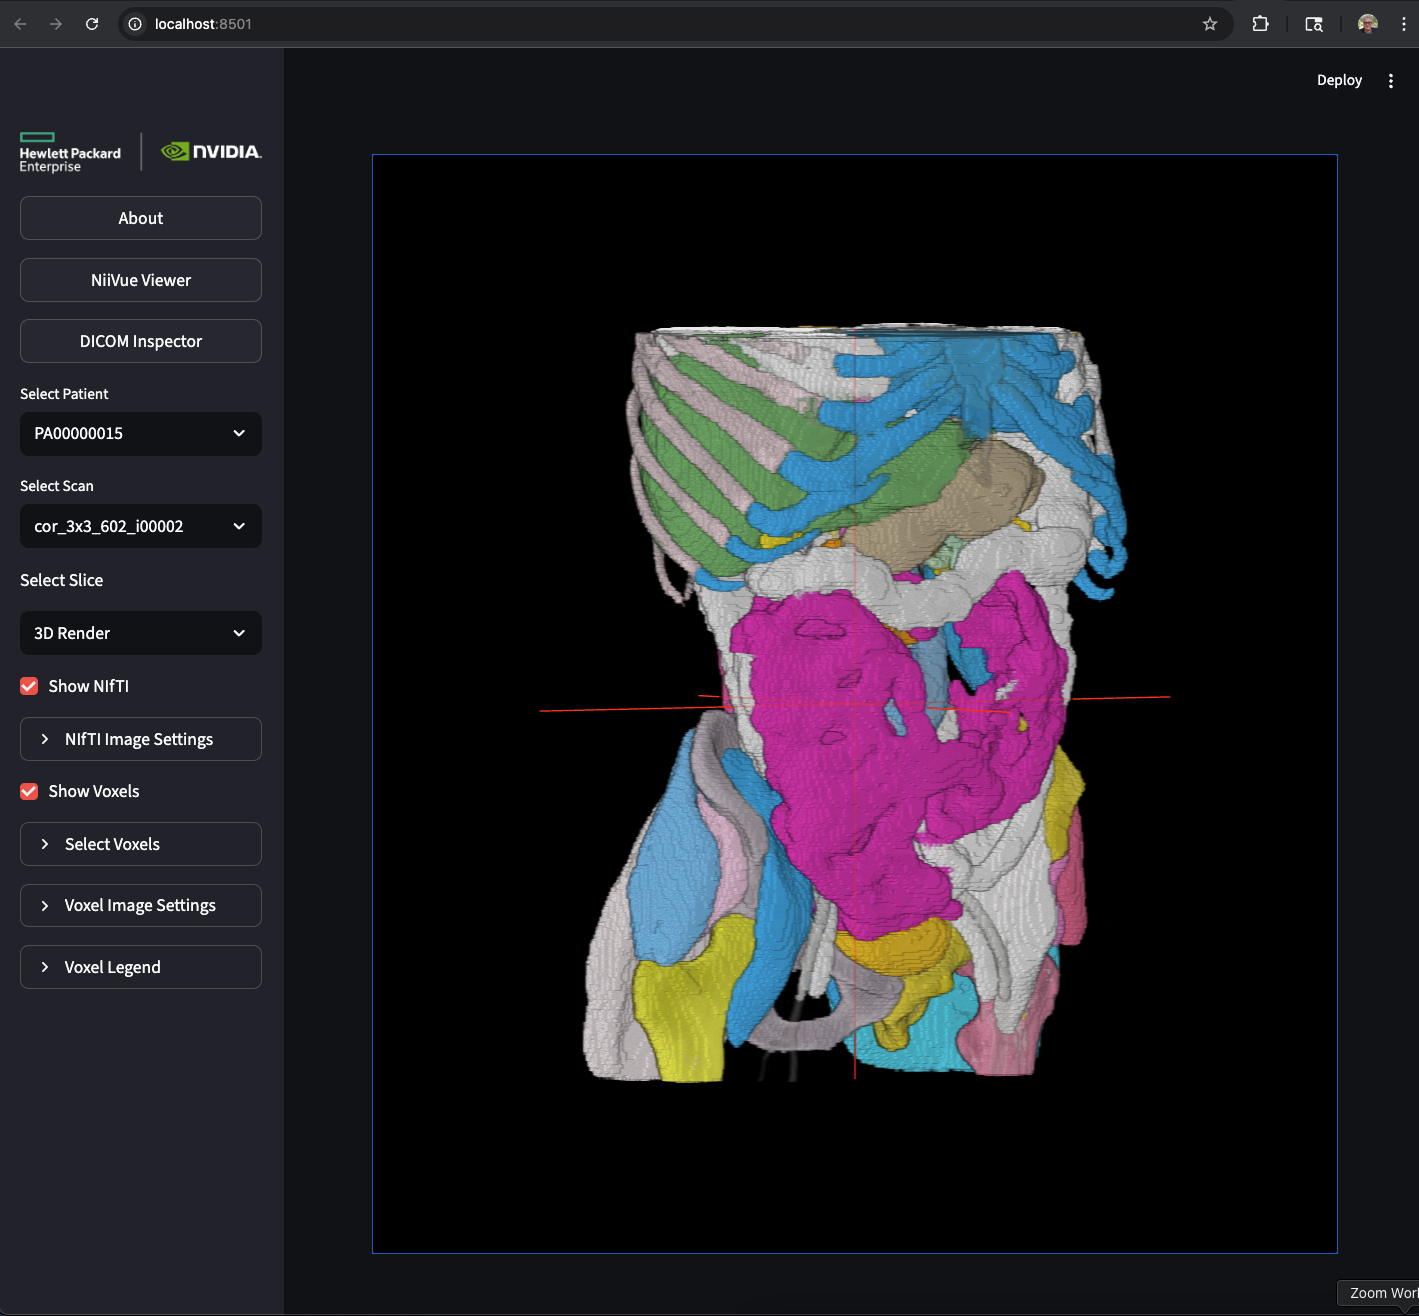 localhost:8501
Deploy
Hewlett Packard
Enterprise
NVIDIA.
About
NiiVue Viewer
DICOM Inspector
Select Patient
PA00000015
Select Scan
cor_3x3_602_i00002
Select Slice
3D Render
Show NIfTI
NIfTI Image Settings
Show Voxels
Select Voxels
Voxel Image Settings
Voxel Legend
Zoom Wor